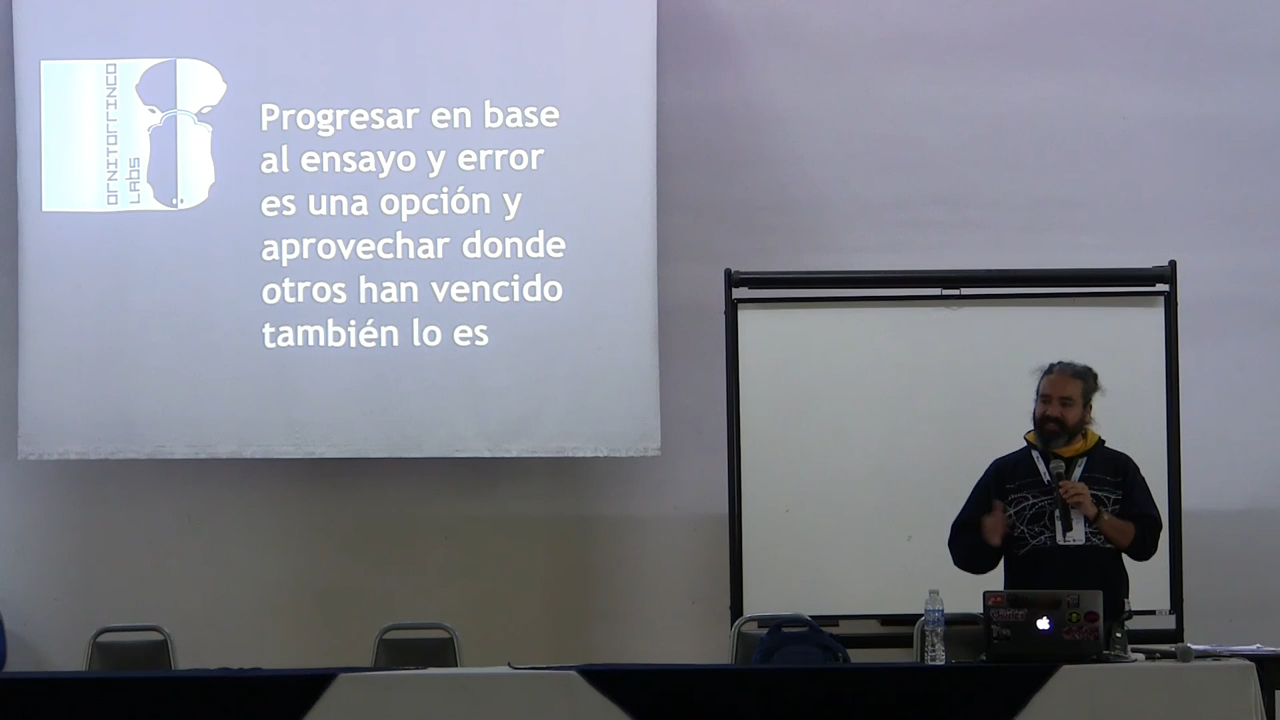 ORNITORRINCO
LABS
Progresar en base
al ensayo y error
es una opción y
aprovechar donde
otros han vencido
también lo es